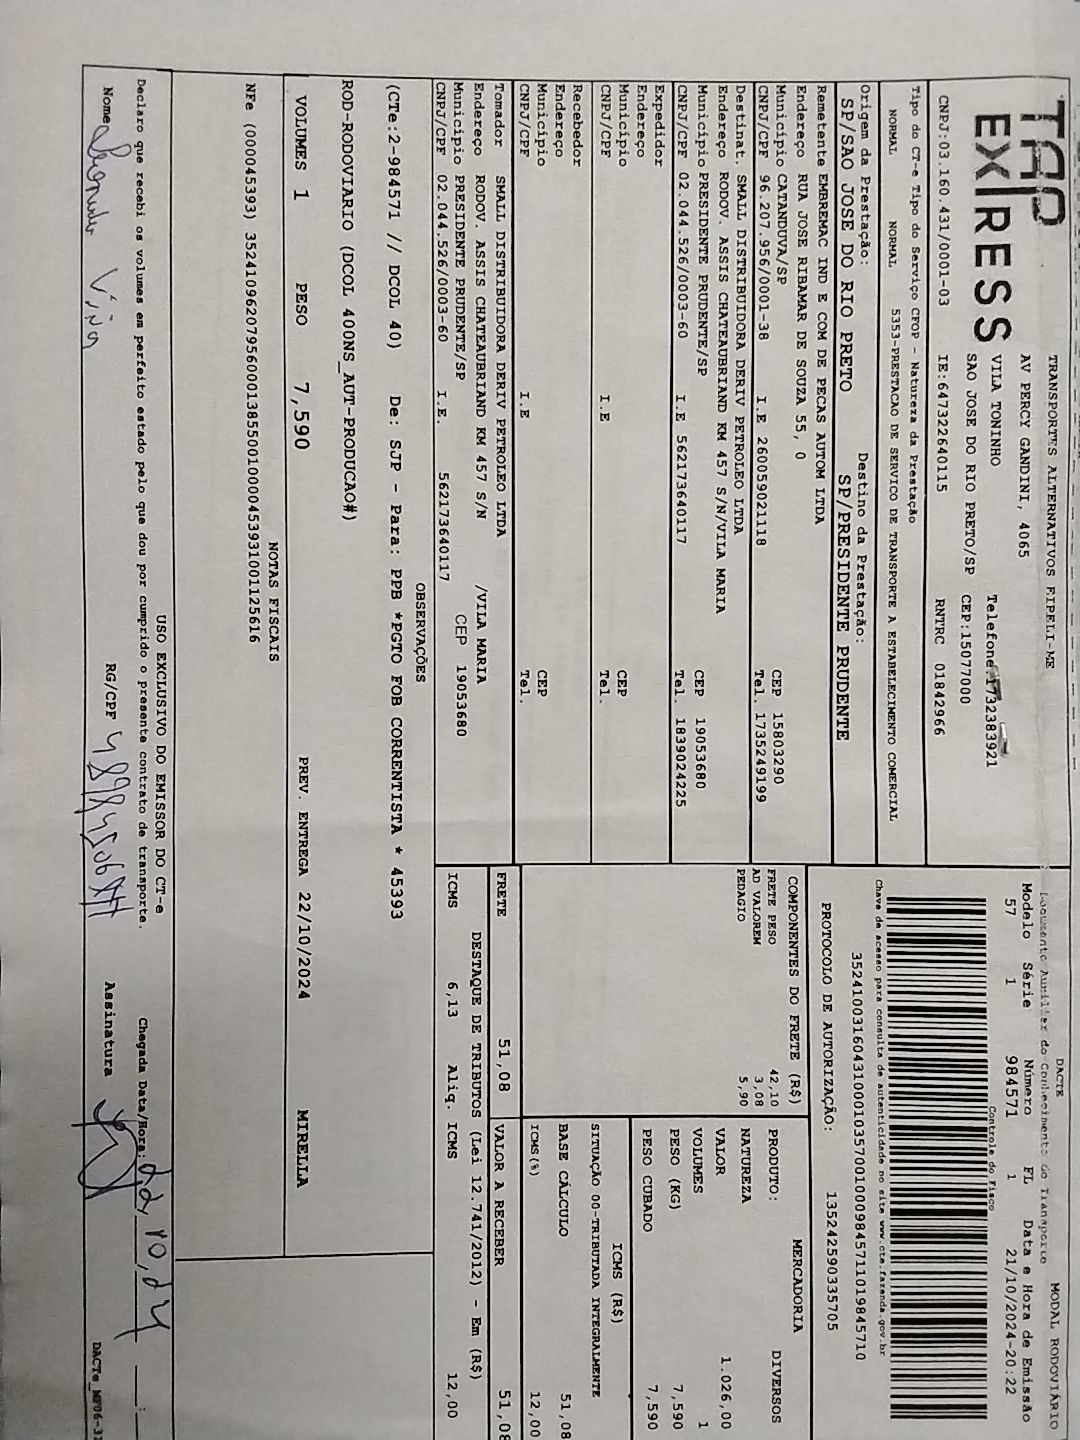 TAP
EXPRESS
TRANSPORTES ALTERNATIVOS EIPELI-ME
AV PERCY GANDINI, 4065
VILA TONINHO
Telefone:1732383921
SAO JOSE DO RIO PRETO/SP
CEP:15077000
CNPJ:03.160.431/0001-03
IE:647322640115
RNTRC 01842966
Tipo do CT-e Tipo do Serviço CFOP - Natureza da Prestação
NORMAL NORMAL 5353-PRESTACAO DE SERVICO DE TRANSPORTE A ESTABELECIMENTO COMERCIAL
Origem da Prestação: Destino da Prestação:
SP/SAO JOSE DO RIO PRETO SP/PRESIDENTE PRUDENTE
Remetente EMBREMAC IND E COM DE PECAS AUTOM LTDA
Endereço RUA JOSE RIBAMAR DE SOUZA 55, 0
Município CATANDUVA/SP CEP 15803290
CNPJ/CPF 96.207.956/0001-38 I.E 260059021118 Tel. 1735249199
Destinat. SMALL DISTRIBUIDORA DERIV PETROLEO LTDA
Endereço RODOV. ASSIS CHATEAUBRIAND KM 457 S/N/VILA MARIA
Município PRESIDENTE PRUDENTE/SP CEP 19053680
CNPJ/CPF 02.044.526/0003-60 I.E 562173640117 Tel. 1839024225
Expedidor
Endereço
Município CEP
CNPJ/CPF I.E Tel.
Recebedor
Endereço
Município CEP
CNPJ/CPF I.E Tel.
Tomador SMALL DISTRIBUIDORA DERIV PETROLEO LTDA
Endereço RODOV. ASSIS CHATEAUBRIAND KM 457 S/N /VILA MARIA
Município PRESIDENTE PRUDENTE/SP CEP 19053680
CNPJ/CPF 02.044.526/0003-60 I.E. 562173640117
DACTE
MODAL RODOVIÁRIO
Documento Auxiliar do Conhecimento de Transporte
Modelo Série Número FL Data e Hora de Emissão
57 1 984571 1 21/10/2024-20:22
Controle do Fisco
Chave de acesso para consulta de autenticidade no site www.cte.fazenda.gov.br
35241003160431000103570010009845711019845710
PROTOCOLO DE AUTORIZAÇÃO: 135242590335705
COMPONENTES DO FRETE (R$)
FRETE PESO 42,10
AD VALOREM 3,08
PEDAGIO 5,90
MERCADORIA
PRODUTO: DIVERSOS
NATUREZA
VALOR 1.026,00
VOLUMES 1
PESO (KG) 7,590
PESO CUBADO 7,590
ICMS (R$)
SITUAÇÃO 00-TRIBUTADA INTEGRALMENTE
BASE CÁLCULO 51,08
ICMS(%) 12,00
FRETE 51,08 VALOR A RECEBER 51,08
DESTAQUE DE TRIBUTOS (Lei 12.741/2012) - Em (R$)
ICMS 6,13 Aliq. ICMS 12,00
OBSERVAÇÕES
(CTe:2-984571 // DCOL 40) De: SJP - Para: PPB *PGTO FOB CORRENTISTA * 45393
ROD-RODOVIARIO (DCOL 400NS_AUT-PRODUCAO#)
VOLUMES 1 PESO 7,590 PREV. ENTREGA 22/10/2024 MIRELLA
NOTAS FISCAIS
NFe (000045393) 35241096207956000138550010000453931001125616
USO EXCLUSIVO DO EMISSOR DO CT-e
Declaro que recebi os volumes em perfeito estado pelo que dou por cumprido o presente contrato de transporte. Chegada Data/Hora: 22/10/24
Nome RG/CPF Assinatura